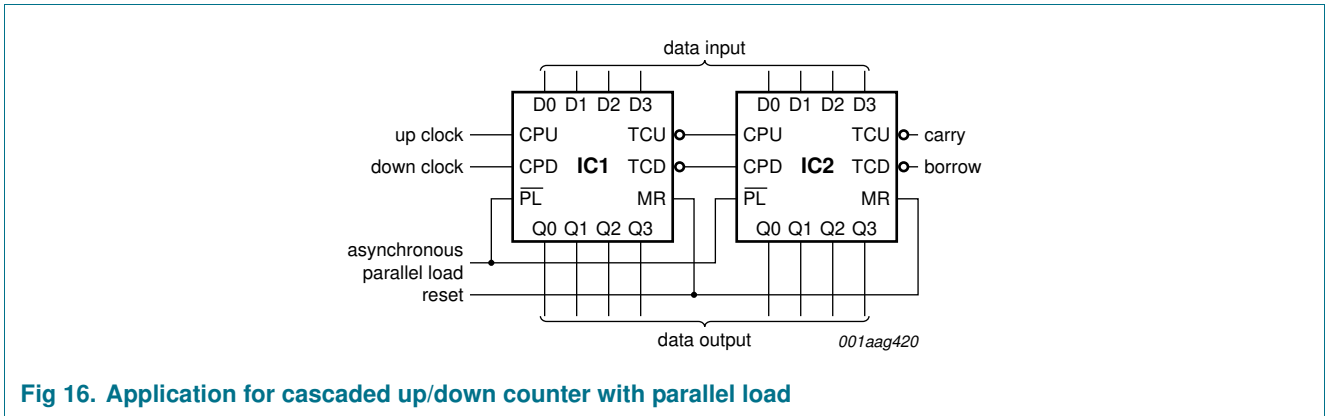 data input
D0 D1 D2 D3 D0 D1 D2 D3
up clock CPU TCU CPU TCU carry
down clock CPD IC1 TCD CPD IC2 TCD borrow
PL MR PL MR
Q0 Q1 Q2 Q3 Q0 Q1 Q2 Q3
asynchronous
parallel load
reset
data output 001aag420
Fig 16. Application for cascaded up/down counter with parallel load